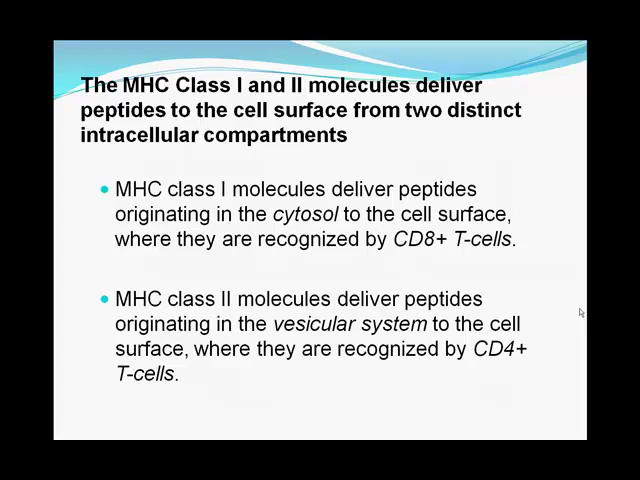 The MHC Class I and II molecules deliver
peptides to the cell surface from two distinct
intracellular compartments
MHC class I molecules deliver peptides
originating in the cytosol to the cell surface,
where they are recognized by CD8+ T-cells.
MHC class II molecules deliver peptides
originating in the vesicular system to the cell
surface, where they are recognized by CD4+
T-cells.